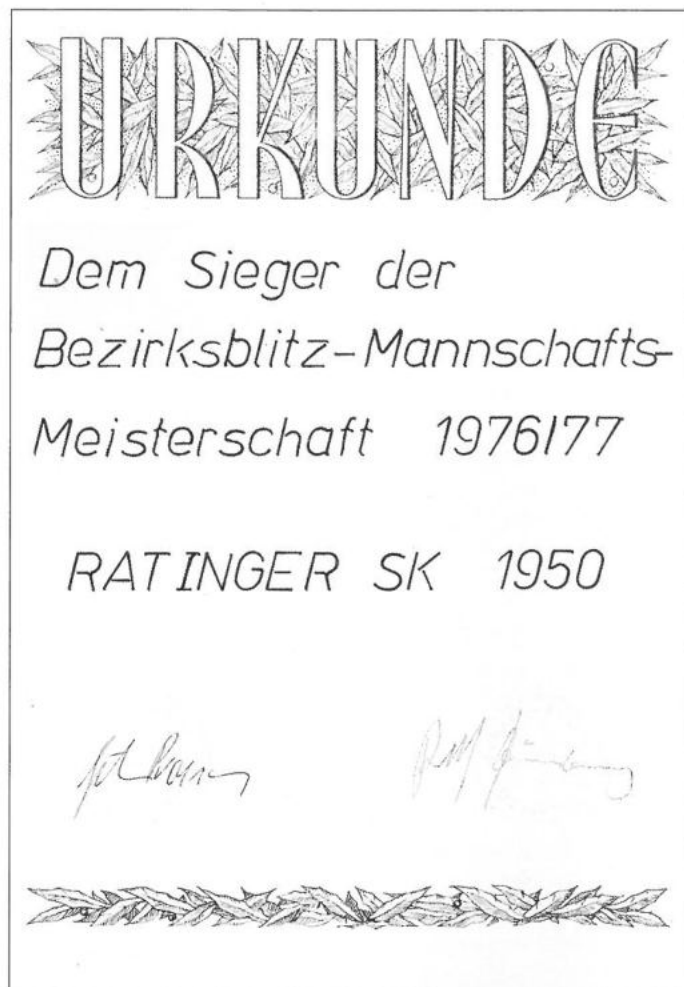 URKUNDE
Dem Sieger der
Bezirksblitz-Mannschafts-
Meisterschaft 1976/77
RATINGER SK 1950